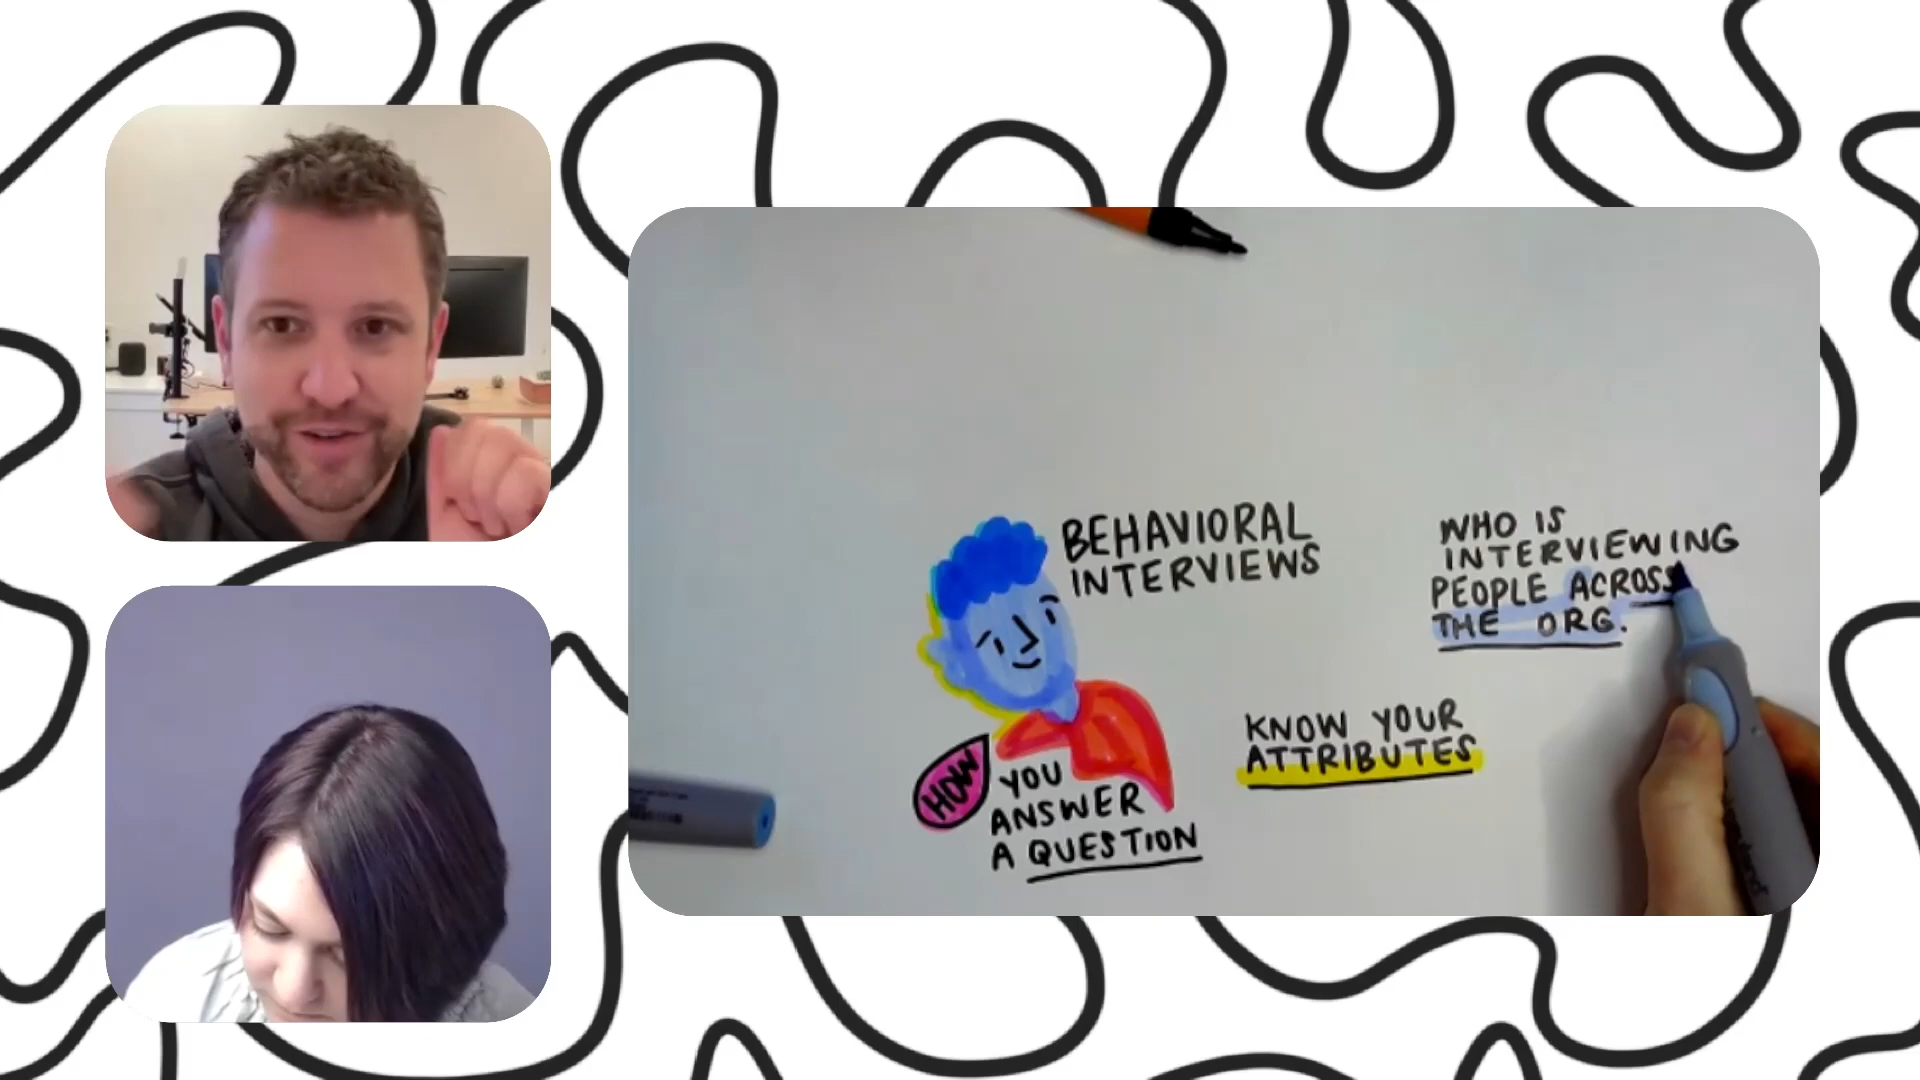 BEHAVIORAL
INTERVIEWS
HOW
YOU
ANSWER
A QUESTION
KNOW YOUR
ATTRIBUTES
WHO IS
INTERVIEWING
PEOPLE ACROSS
THE ORG.